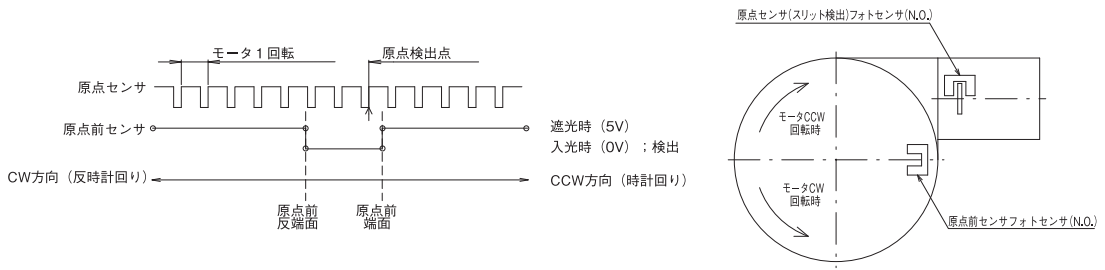 モータ1回転
原点検出点
原点センサ
原点前センサ
遮光時（5V）
入光時（0V）；検出
CW方向（反時計回り）
CCW方向（時計回り）
原点前
反端面
原点前
端面
原点センサ(スリット検出)フォトセンサ(N.O.)
モータCCW
回転時
モータCW
回転時
原点前センサフォトセンサ(N.O.)